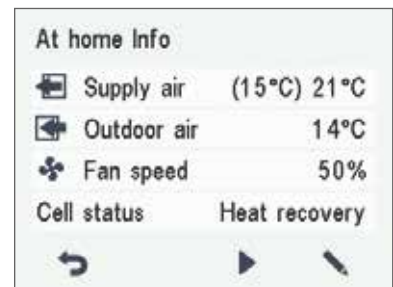 At home Info
Supply air (15°C) 21°C
Outdoor air 14°C
Fan speed 50%
Cell status Heat recovery